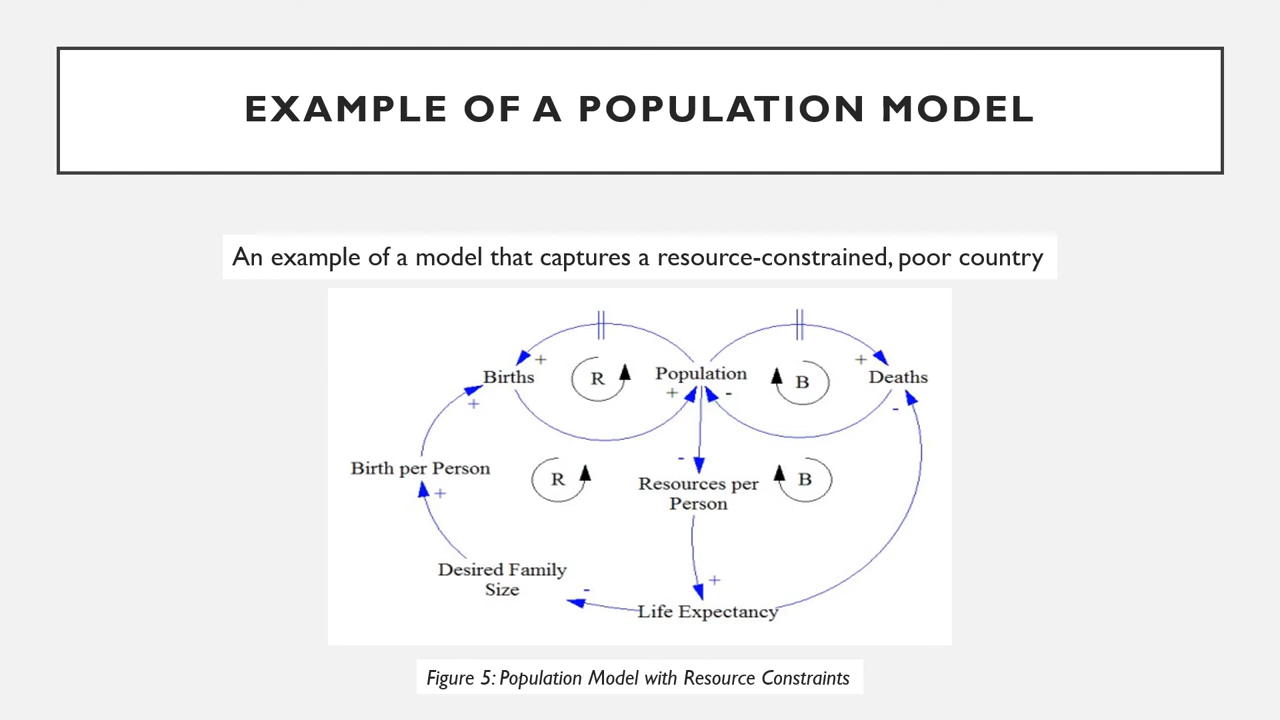 EXAMPLE OF A POPULATION MODEL
An example of a model that captures a resource-constrained, poor country
+
+
Births
R
Population
B
Deaths
+
-
+
-
Birth per Person
+
R
-
Resources per
Person
B
Desired Family
Size
-
+
Life Expectancy
Figure 5: Population Model with Resource Constraints